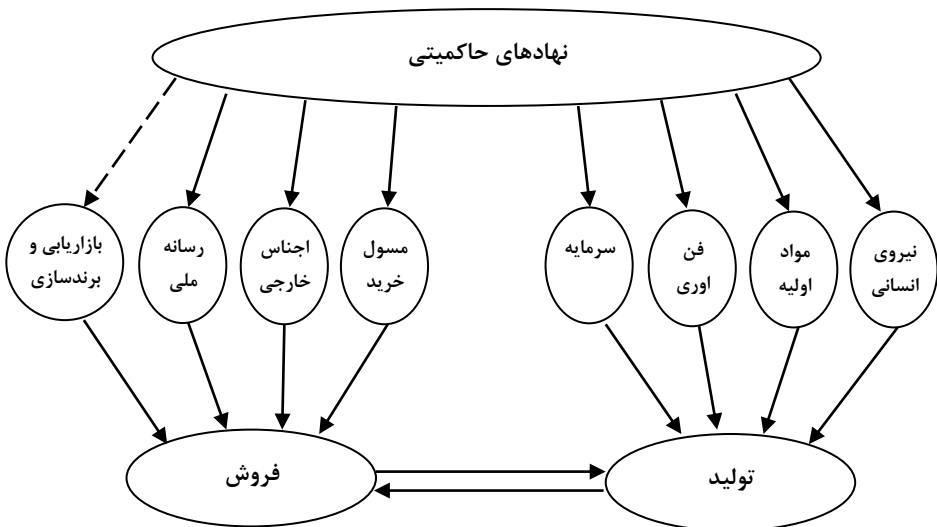 نهادهای حاکمیتی
نیروی
انسانی
مواد
اولیه
فن
اوری
سرمایه
مسول
خرید
اجناس
خارجی
رسانه
ملی
بازاریابی و
برندسازی
تولید
فروش